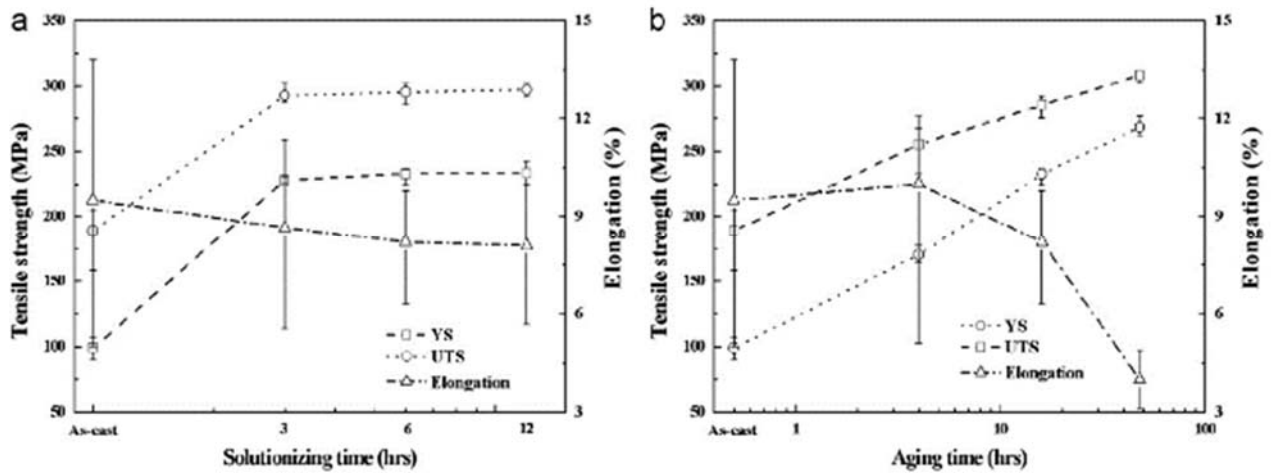 a
350
300
250
200
150
100
50
Tensile strength (MPa)
15
12
9
6
3
Elongation (%)
YS
UTS
Elongation
As-cast 3 6 12
Solutionizing time (hrs)
b
350
300
250
200
150
100
50
Tensile strength (MPa)
15
12
9
6
3
Elongation (%)
YS
UTS
Elongation
As-cast 1 10 100
Aging time (hrs)